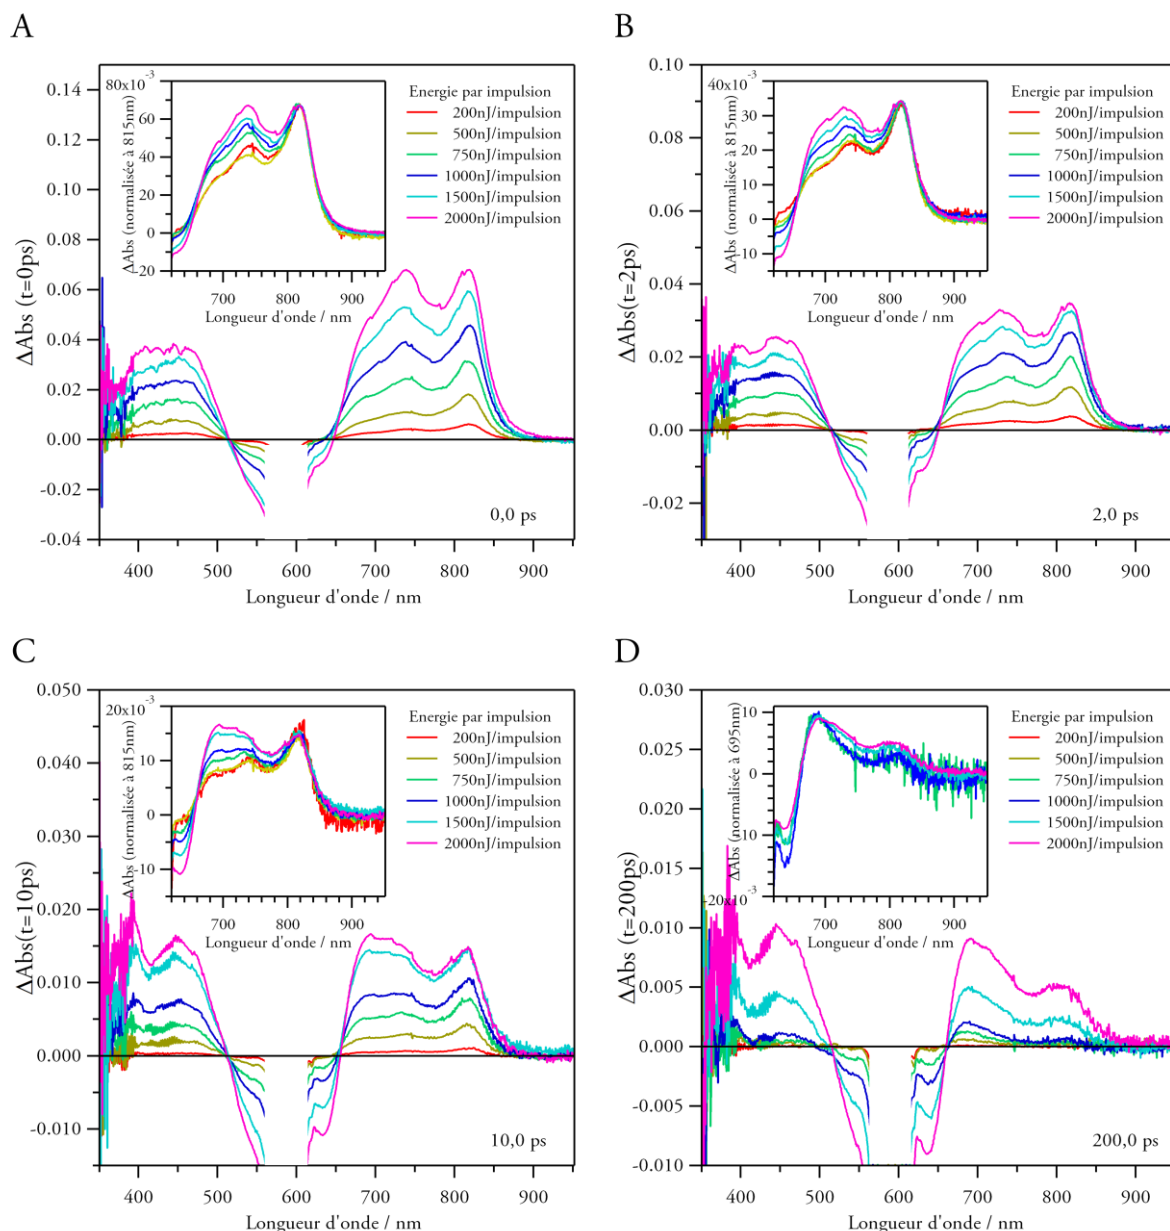 A
0.14
0.12
0.10
0.08
0.06
0.04
0.02
0.00
-0.02
-0.04
ΔAbs (t=0ps)
400
500
600
700
800
900
Longueur d'onde / nm
80x10-3
60
40
20
0
-20
ΔAbs (normalisée à 815nm)
700
800
900
Longueur d'onde / nm
Energie par impulsion
200nJ/impulsion
500nJ/impulsion
750nJ/impulsion
1000nJ/impulsion
1500nJ/impulsion
2000nJ/impulsion
0,0 ps
B
0.10
0.08
0.06
0.04
0.02
0.00
-0.02
ΔAbs(t=2ps)
400
500
600
700
800
900
Longueur d'onde / nm
40x10-3
30
20
10
0
-10
ΔAbs (normalisée à 815nm)
700
800
900
Longueur d'onde / nm
Energie par impulsion
200nJ/impulsion
500nJ/impulsion
750nJ/impulsion
1000nJ/impulsion
1500nJ/impulsion
2000nJ/impulsion
2,0 ps
C
0.050
0.040
0.030
0.020
0.010
0.000
-0.010
ΔAbs(t=10ps)
400
500
600
700
800
900
Longueur d'onde / nm
20x10-3
10
0
-10
ΔAbs (normalisée à 815nm)
700
800
900
Longueur d'onde / nm
Energie par impulsion
200nJ/impulsion
500nJ/impulsion
750nJ/impulsion
1000nJ/impulsion
1500nJ/impulsion
2000nJ/impulsion
10,0 ps
D
0.030
0.025
0.020
0.015
0.010
0.005
0.000
-0.005
-0.010
ΔAbs (t=200ps)
400
500
600
700
800
900
Longueur d'onde / nm
10
0
-10
-20x10-3
ΔAbs (normalisée à 695nm)
700
800
900
Longueur d'onde / nm
Energie par impulsion
200nJ/impulsion
500nJ/impulsion
750nJ/impulsion
1000nJ/impulsion
1500nJ/impulsion
2000nJ/impulsion
200,0 ps